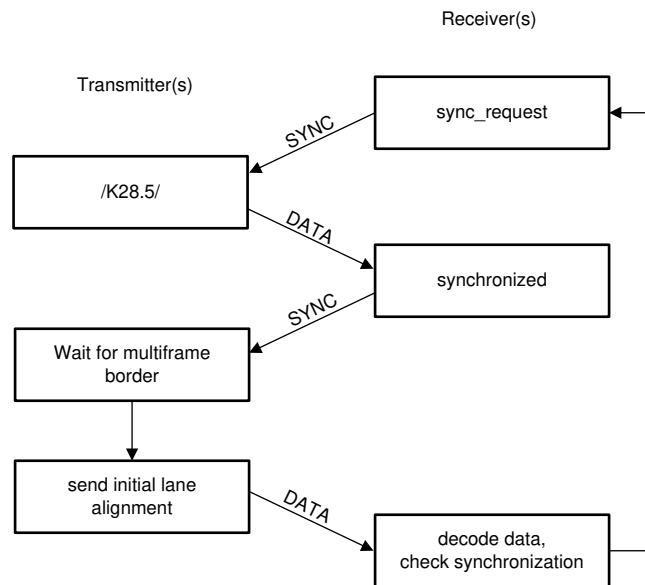 Receiver(s)
Transmitter(s)
sync_request
SYNC
/K28.5/
DATA
synchronized
SYNC
Wait for multiframe
border
send initial lane
alignment
DATA
decode data,
check synchronization